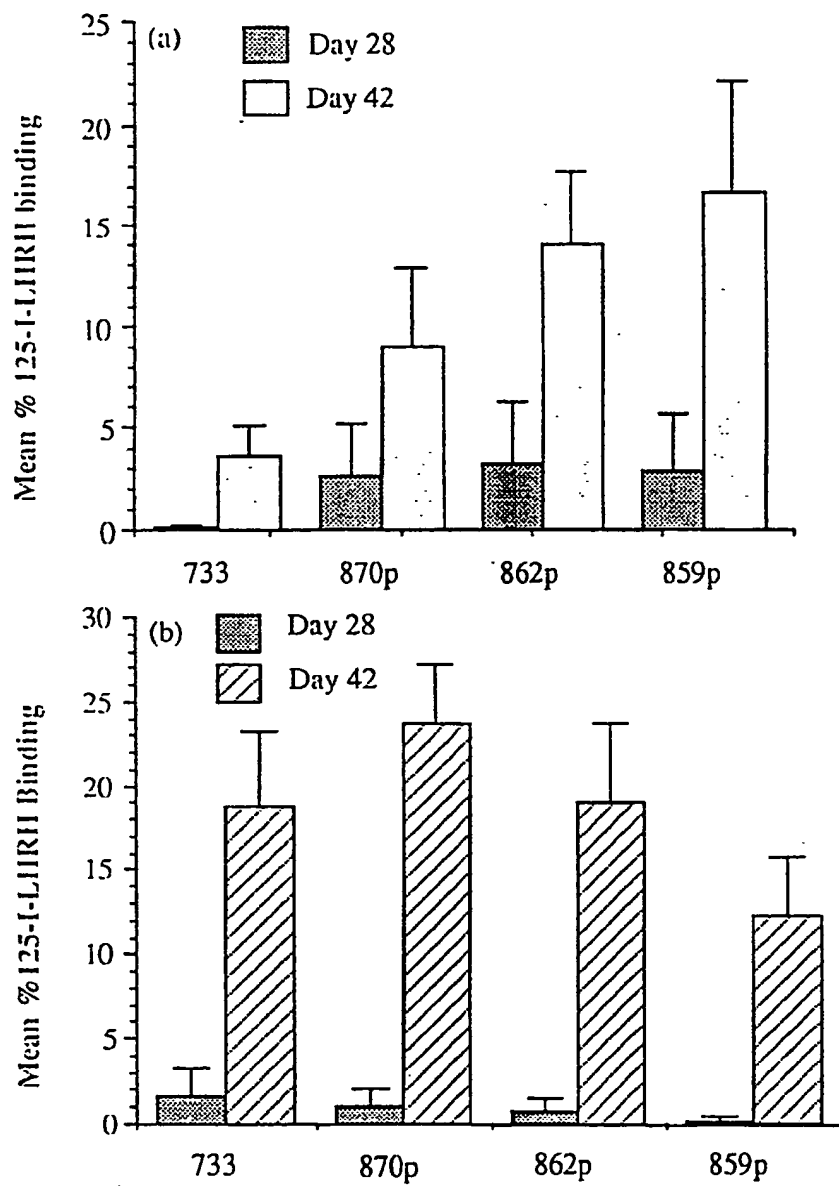 25
(a)
Day 28
Day 42
20
15
10
5
0
Mean % 125-I-LHRH binding
733 870p 862p 859p
30
(b)
Day 28
Day 42
25
20
15
10
5
0
Mean %125-I-LHRH Binding
733 870p 862p 859p